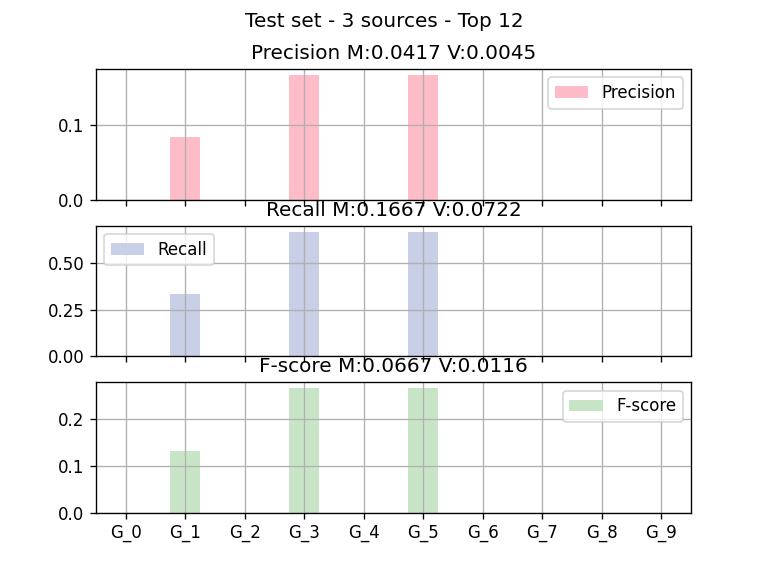 Test set - 3 sources - Top 12
Precision M:0.0417 V:0.0045
0.1
0.0
Precision
Recall M:0.1667 V:0.0722
0.50
0.25
0.00
Recall
F-score M:0.0667 V:0.0116
0.2
0.1
0.0
F-score
G_0 G_1 G_2 G_3 G_4 G_5 G_6 G_7 G_8 G_9